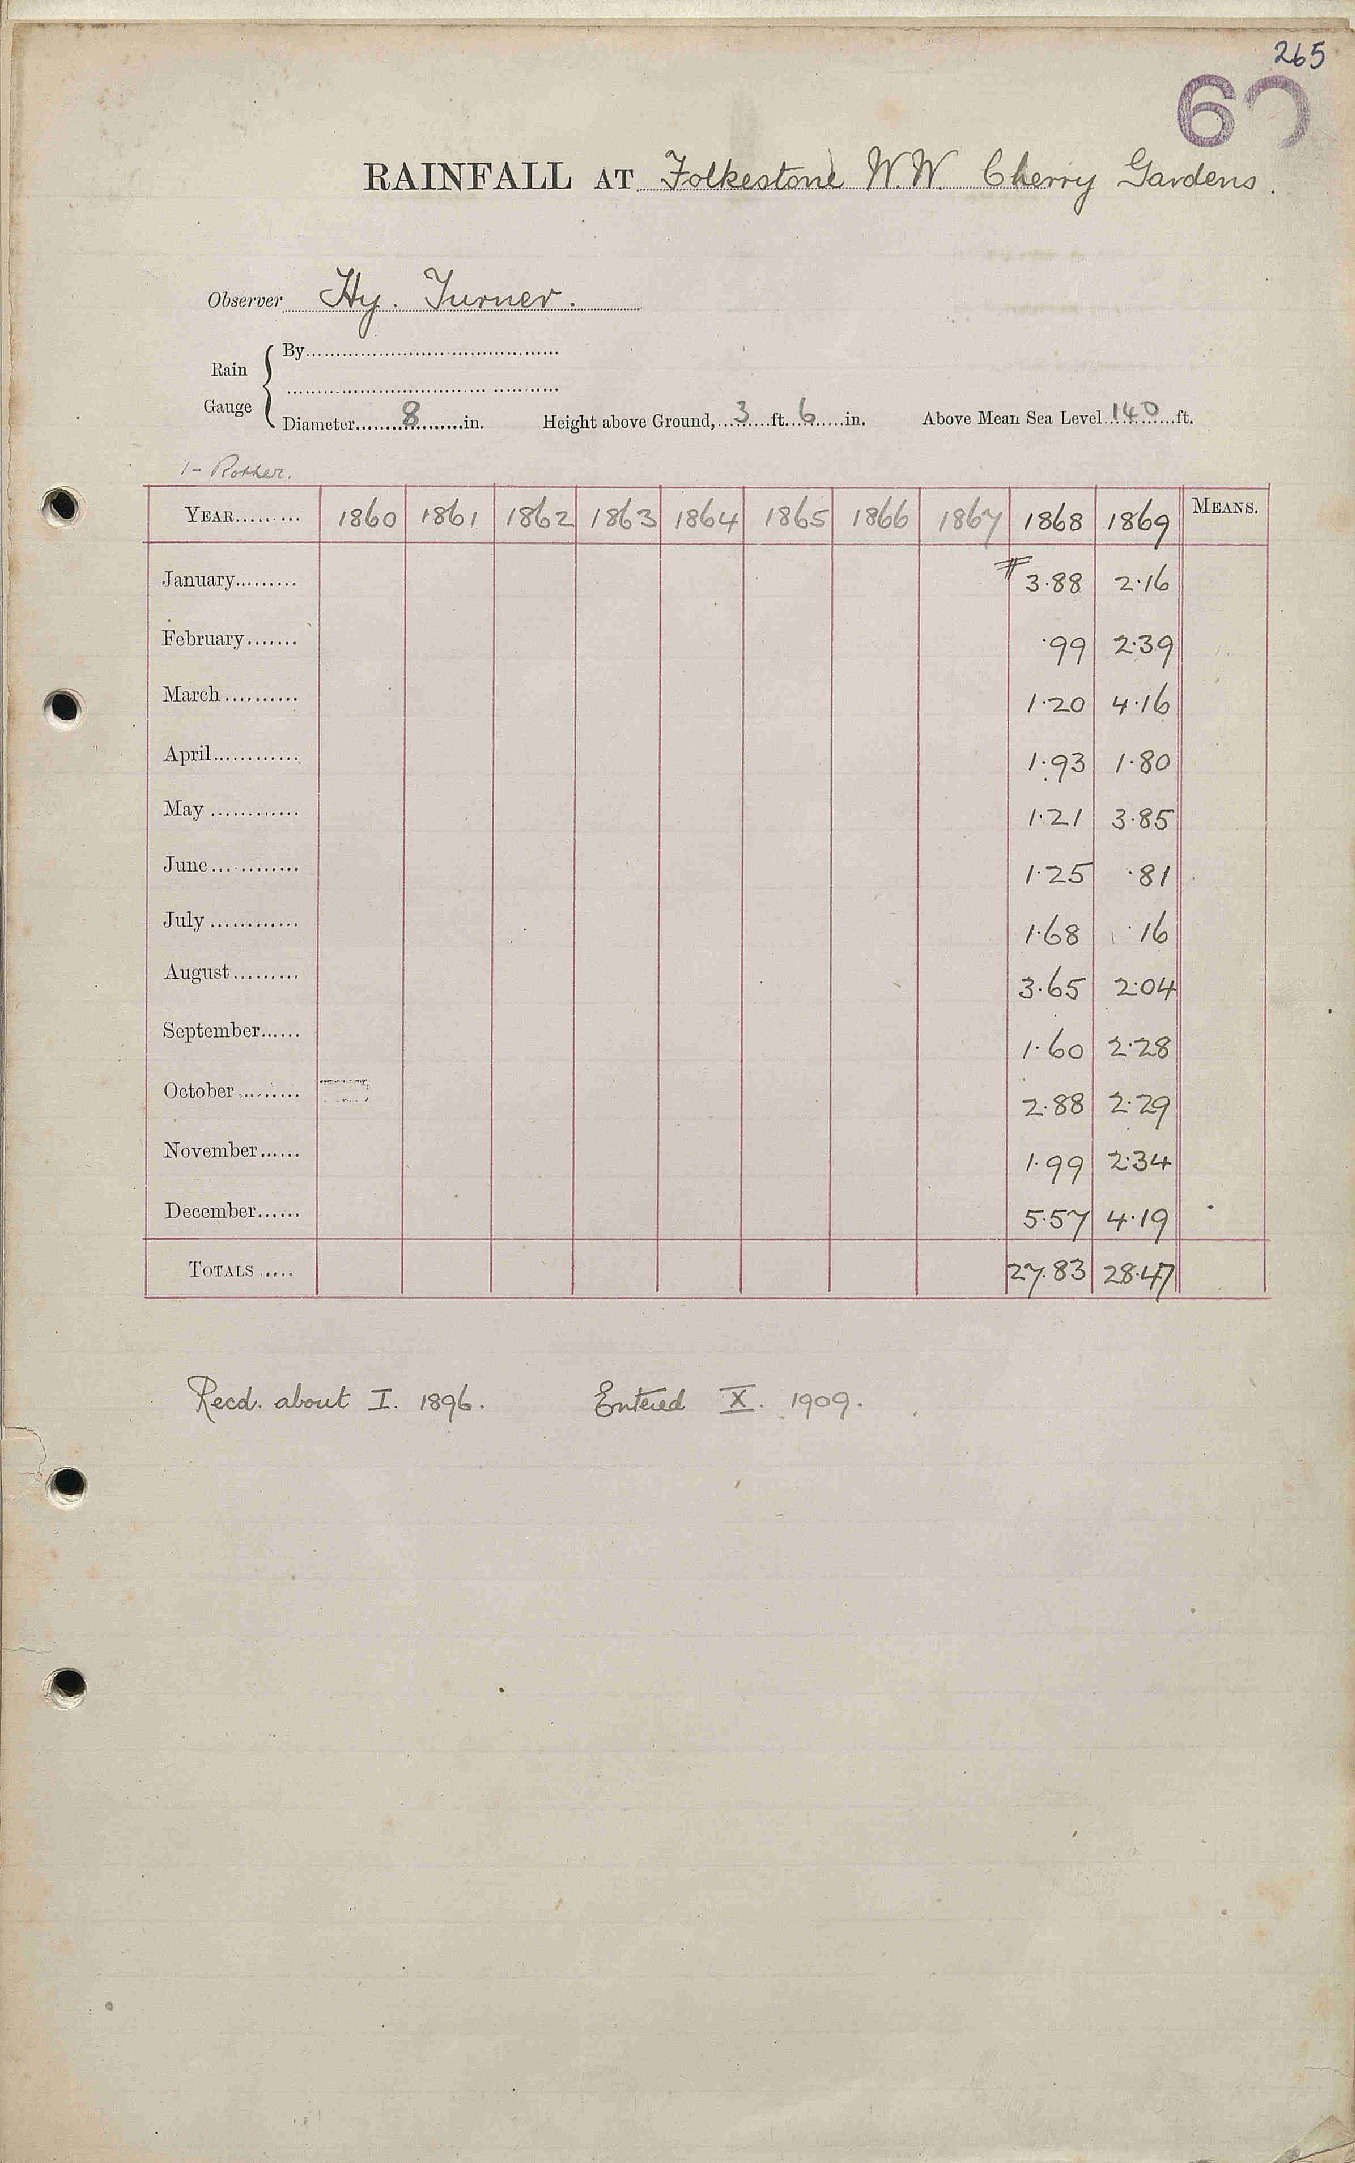 265
60
RAINFALL AT Folkestone W.W. Cherry Gardens.
Observer Hy. Turner.
Rain Gauge { By
Diameter 8 in. Height above Ground, 3 ft. 6 in. Above Mean Sea Level 140 ft.
1 - Rother.
YEAR 1860 1861 1862 1863 1864 1865 1866 1867 1868 1869 MEANS.
January 3.88 2.16
February .99 2.39
March 1.20 4.16
April 1.93 1.80
May 1.21 3.85
June 1.25 .81
July 1.68 .16
August 3.65 2.04
September 1.60 2.28
October 2.88 2.29
November 1.99 2.34
December 5.57 4.19
TOTALS 27.83 28.47
Recd. about I. 1896. Entered X. 1909.